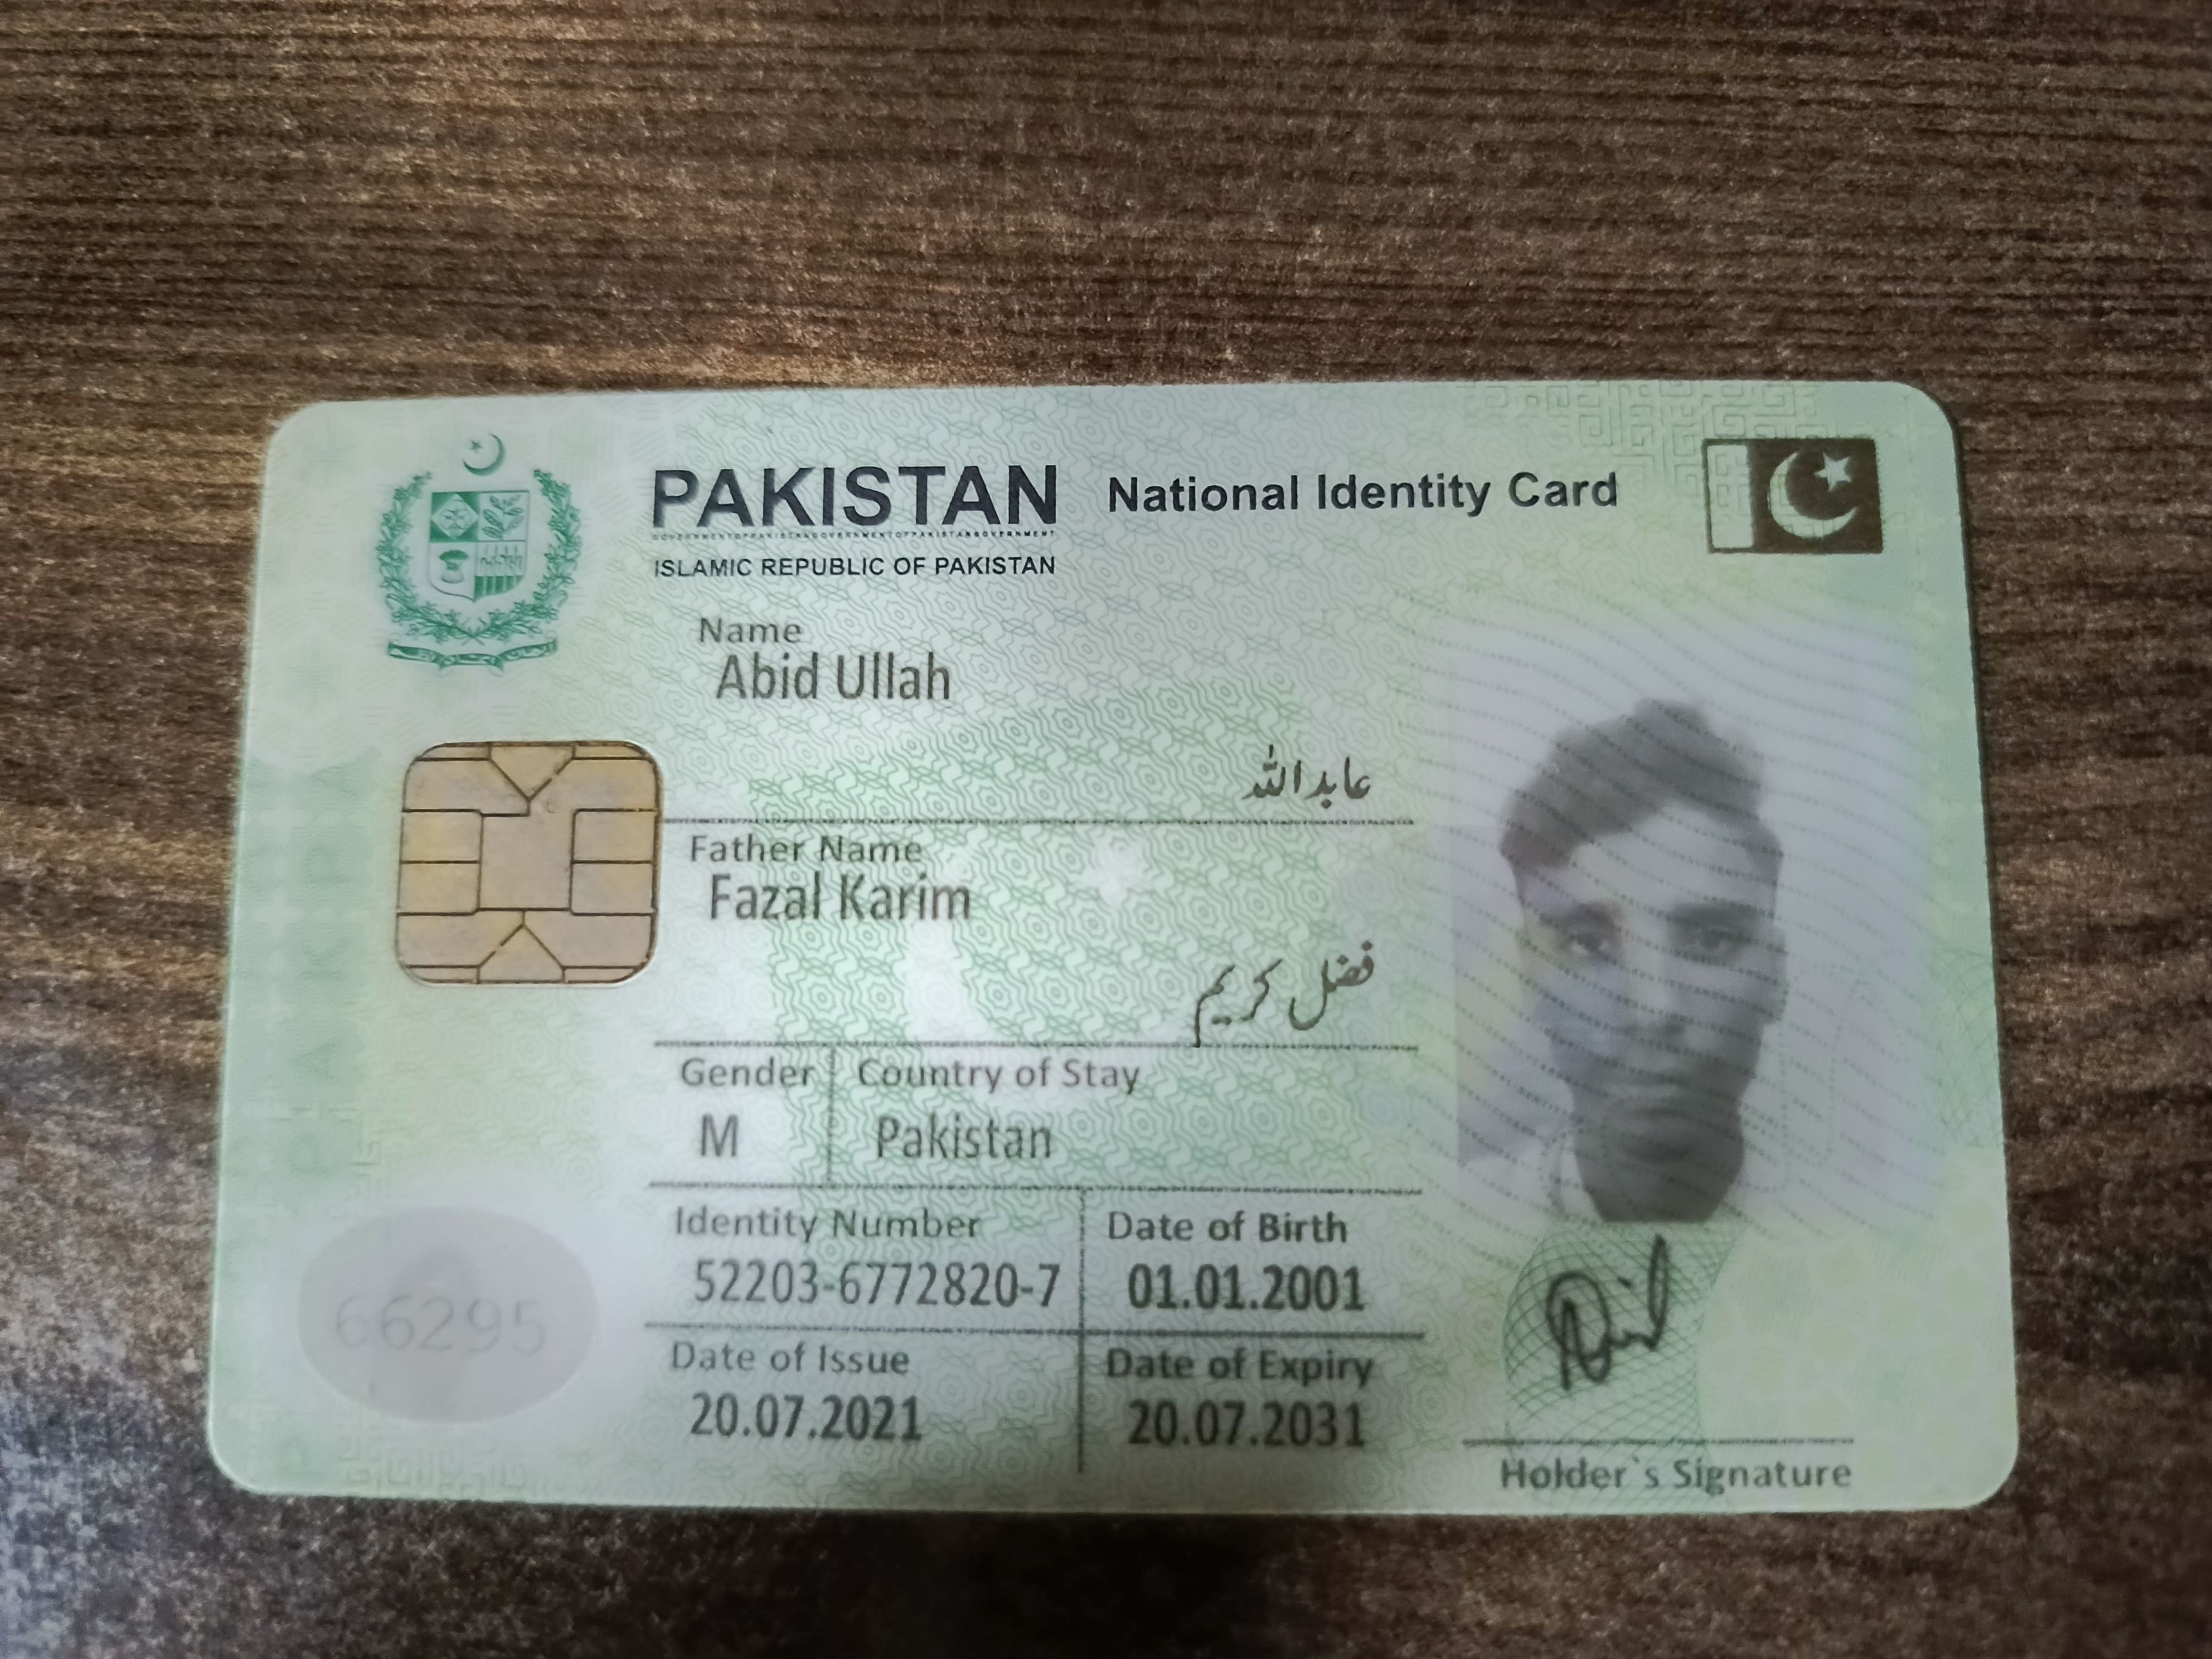 PAKISTAN National Identity Card
ISLAMIC REPUBLIC OF PAKISTAN
Name
Abid Ullah
عابداللہ
Father Name
Fazal Karim
فضل کریم
Gender Country of Stay
M Pakistan
Identity Number Date of Birth
52203-6772820-7 01.01.2001
Date of Issue Date of Expiry
20.07.2021 20.07.2031
66295
Holder`s Signature